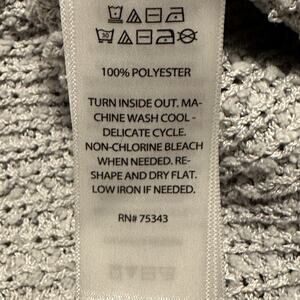 100% POLYESTER
TURN INSIDE OUT. MA-
CHINE WASH COOL -
DELICATE CYCLE.
NON-CHLORINE BLEACH
WHEN NEEDED. RE-
SHAPE AND DRY FLAT.
LOW IRON IF NEEDED.
RN# 75343